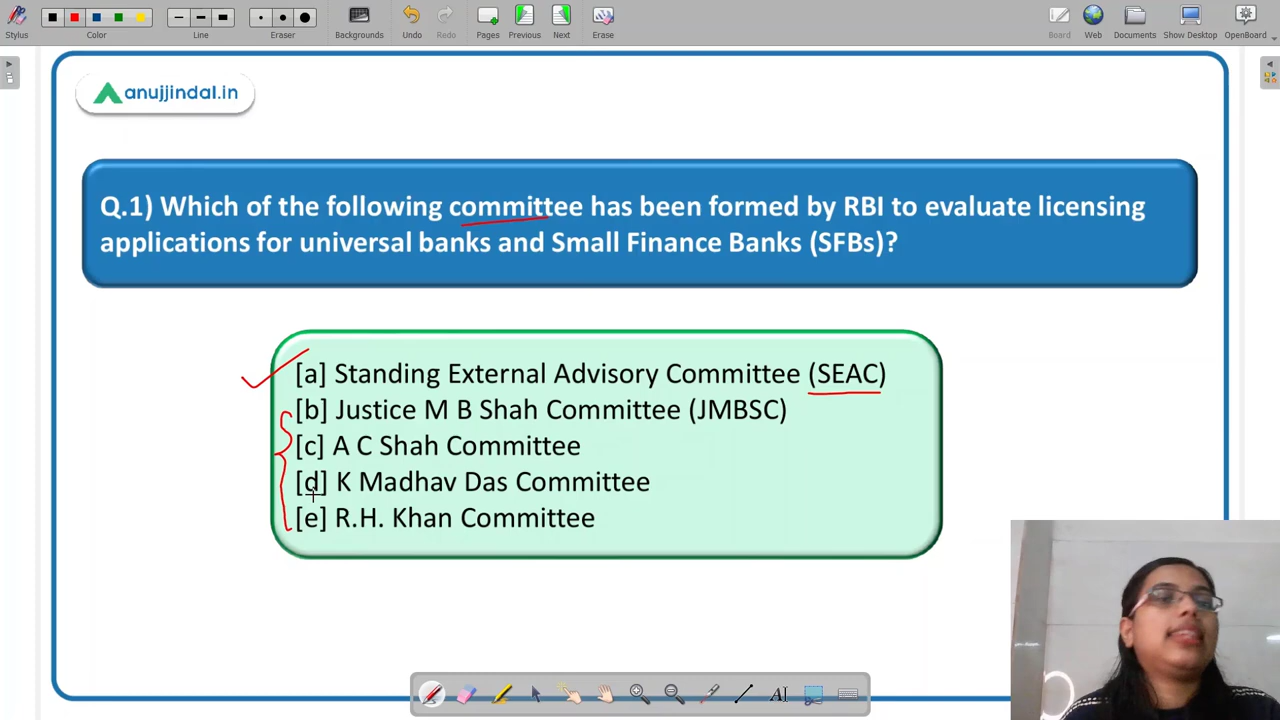 Stylus
Color
Line
Eraser
Backgrounds
Undo
Redo
Pages
Previous
Next
Erase
Board
Web
Documents
Show Desktop
OpenBoard
anujjindal.in
Q.1) Which of the following committee has been formed by RBI to evaluate licensing
applications for universal banks and Small Finance Banks (SFBs)?
[a] Standing External Advisory Committee (SEAC)
[b] Justice M B Shah Committee (JMBSC)
[c] A C Shah Committee
[d] K Madhav Das Committee
[e] R.H. Khan Committee
AI